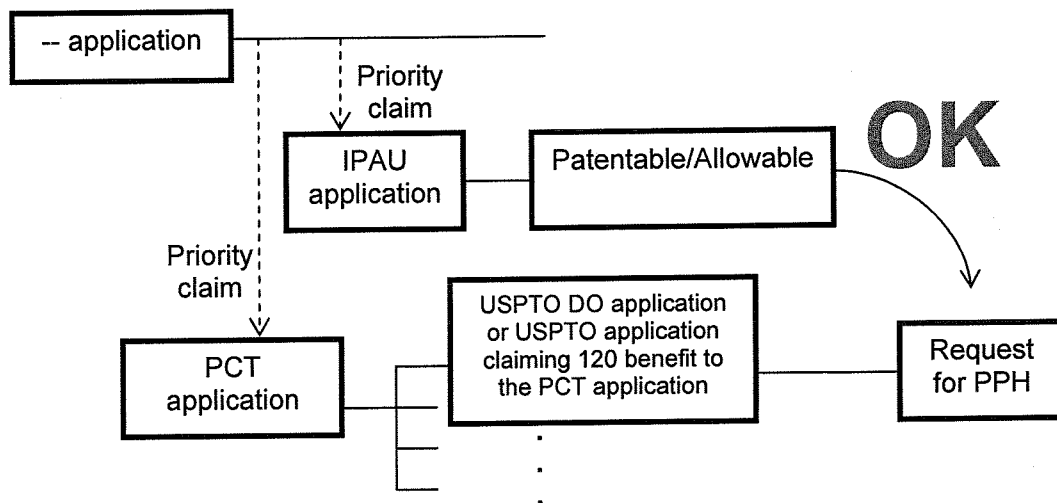 -- application
Priority
claim
OK
IPAU
application
Patentable/Allowable
Priority
claim
PCT
application
USPTO DO application
or USPTO application
claiming 120 benefit to
the PCT application
Request
for PPH